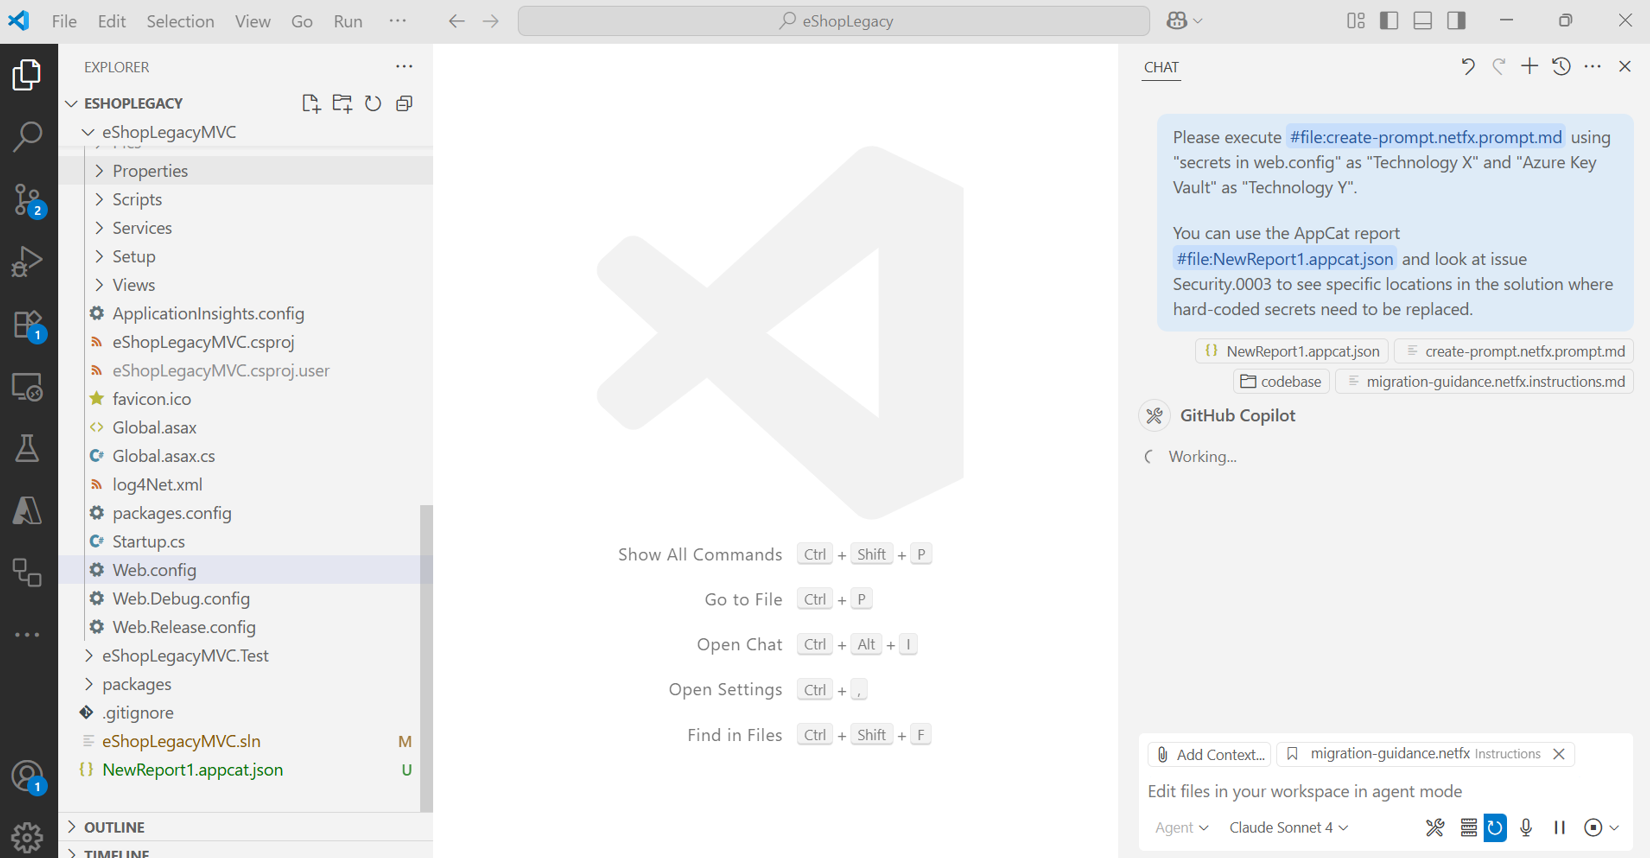 File Edit Selection View Go Run ···
eShopLegacy
EXPLORER
ESHOPLEGACY
eShopLegacyMVC
Properties
Scripts
Services
Setup
Views
ApplicationInsights.config
eShopLegacyMVC.csproj
eShopLegacyMVC.csproj.user
favicon.ico
Global.asax
Global.asax.cs
log4Net.xml
packages.config
Startup.cs
Web.config
Web.Debug.config
Web.Release.config
eShopLegacyMVC.Test
packages
.gitignore
eShopLegacyMVC.sln M
NewReport1.appcat.json U
OUTLINE
TIMELINE
2
1
1
Show All Commands Ctrl + Shift + P
Go to File Ctrl + P
Open Chat Ctrl + Alt + I
Open Settings Ctrl + ,
Find in Files Ctrl + Shift + F
CHAT
Please execute #file:create-prompt.netfx.prompt.md using
"secrets in web.config" as "Technology X" and "Azure Key
Vault" as "Technology Y".
You can use the AppCat report
#file:NewReport1.appcat.json and look at issue
Security.0003 to see specific locations in the solution where
hard-coded secrets need to be replaced.
{} NewReport1.appcat.json create-prompt.netfx.prompt.md
codebase migration-guidance.netfx.instructions.md
GitHub Copilot
Working...
Add Context... migration-guidance.netfx Instructions
Edit files in your workspace in agent mode
Agent Claude Sonnet 4